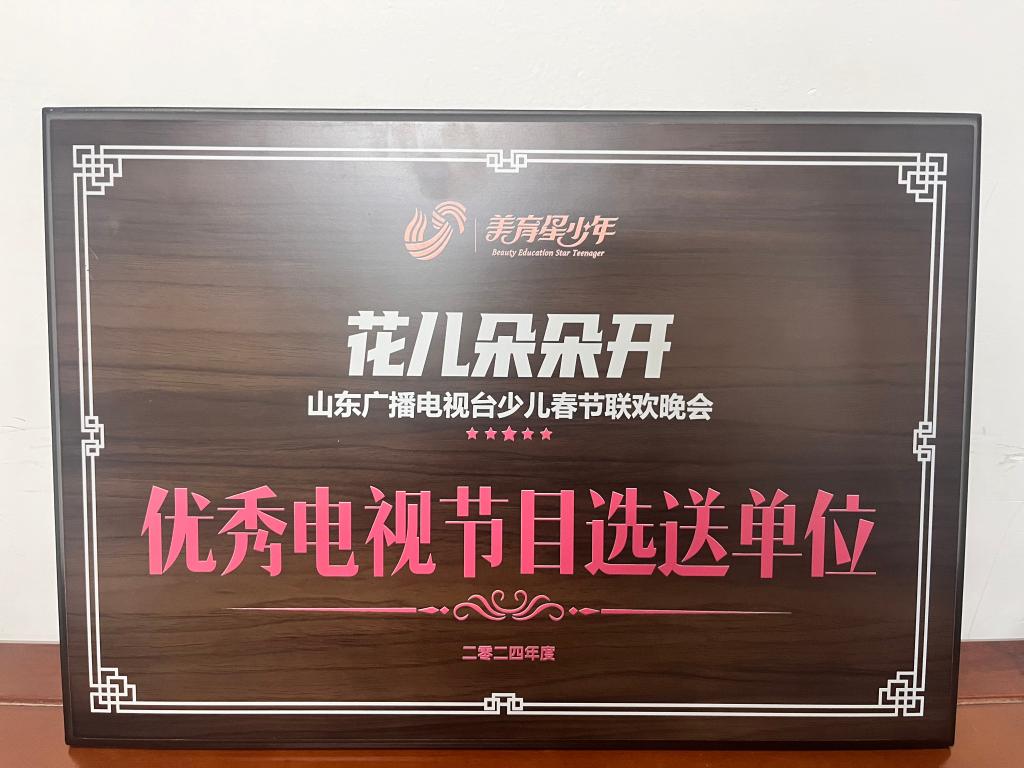 美育星少年
Beauty Education Star Teenager
花儿朵朵开
山东广播电视台少儿春节联欢晚会
优秀电视节目选送单位
二零二四年度